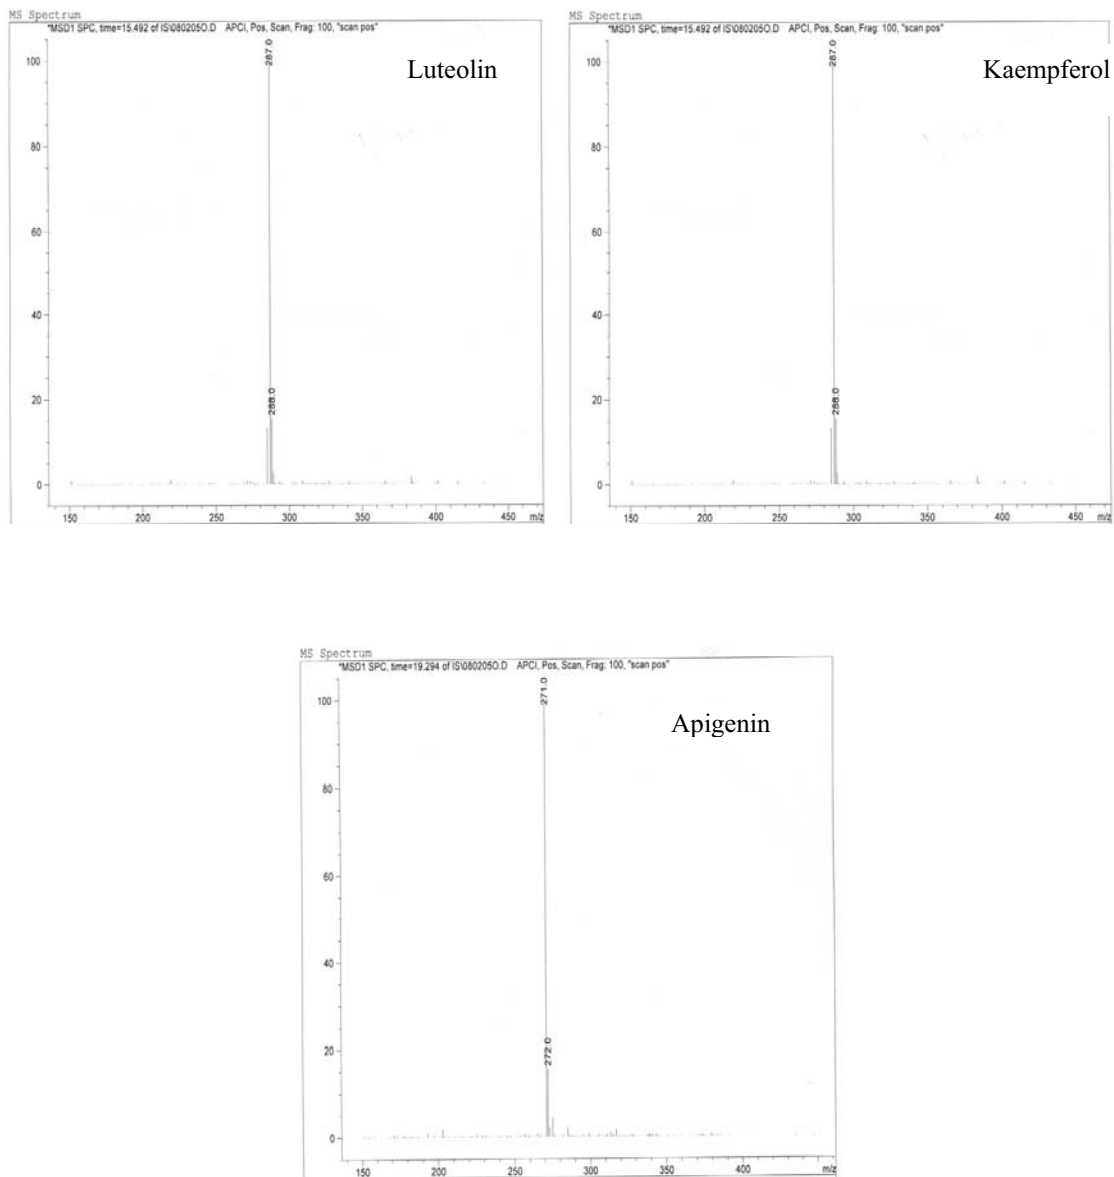 MS Spectrum
*MSD1 SPC, time=15.492 of IS\080205O.D APCI, Pos, Scan, Frag: 100, "scan pos"
Luteolin
287.0
288.0
100
80
60
40
20
0
150 200 250 300 350 400 450 m/z
MS Spectrum
*MSD1 SPC, time=15.492 of IS\080205O.D APCI, Pos, Scan, Frag: 100, "scan pos"
Kaempferol
287.0
288.0
100
80
60
40
20
0
150 200 250 300 350 400 450 m/z
MS Spectrum
*MSD1 SPC, time=19.294 of IS\080205O.D APCI, Pos, Scan, Frag: 100, "scan pos"
Apigenin
271.0
272.0
100
80
60
40
20
0
150 200 250 300 350 400 m/z